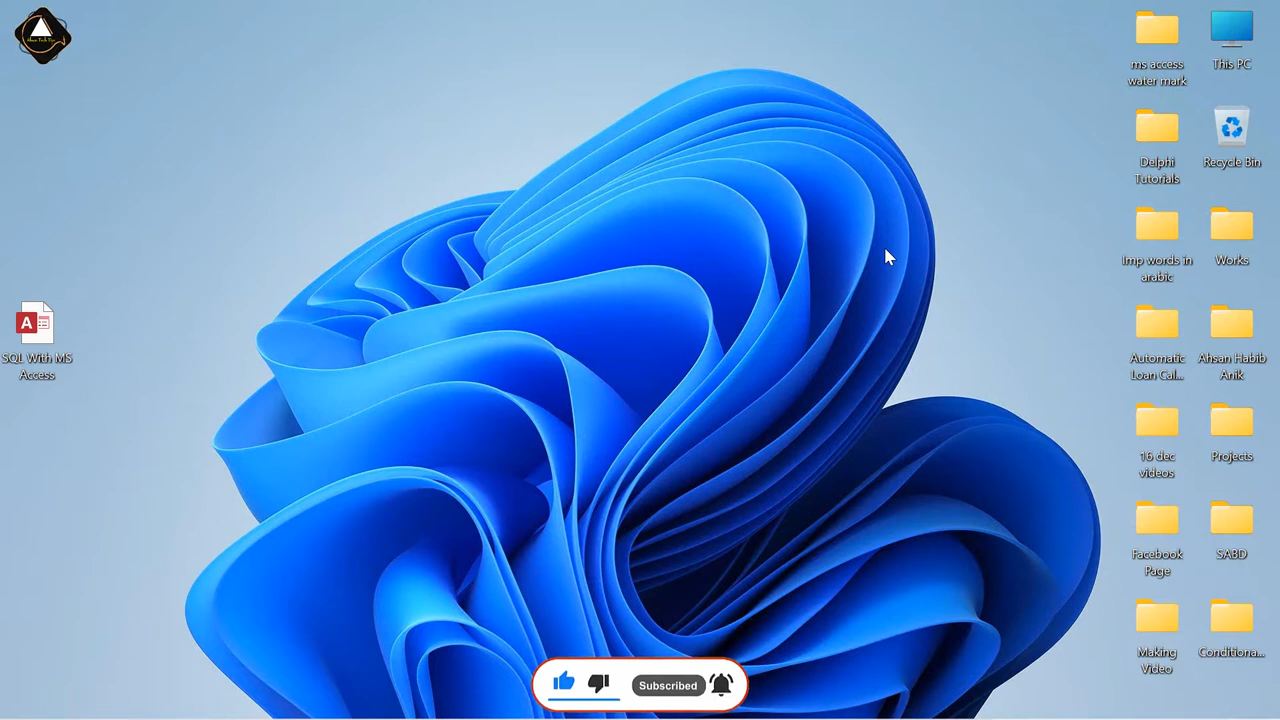 ms access
water mark
This PC
Delphi
Tutorials
Recycle Bin
Imp words in
arabic
Works
SQL With MS
Access
A
Automatic
Loan Cal...
Ahsan Habib
Anik
16 dec
videos
Projects
Facebook
Page
SABD
Making
Video
Conditiona...
Subscribed